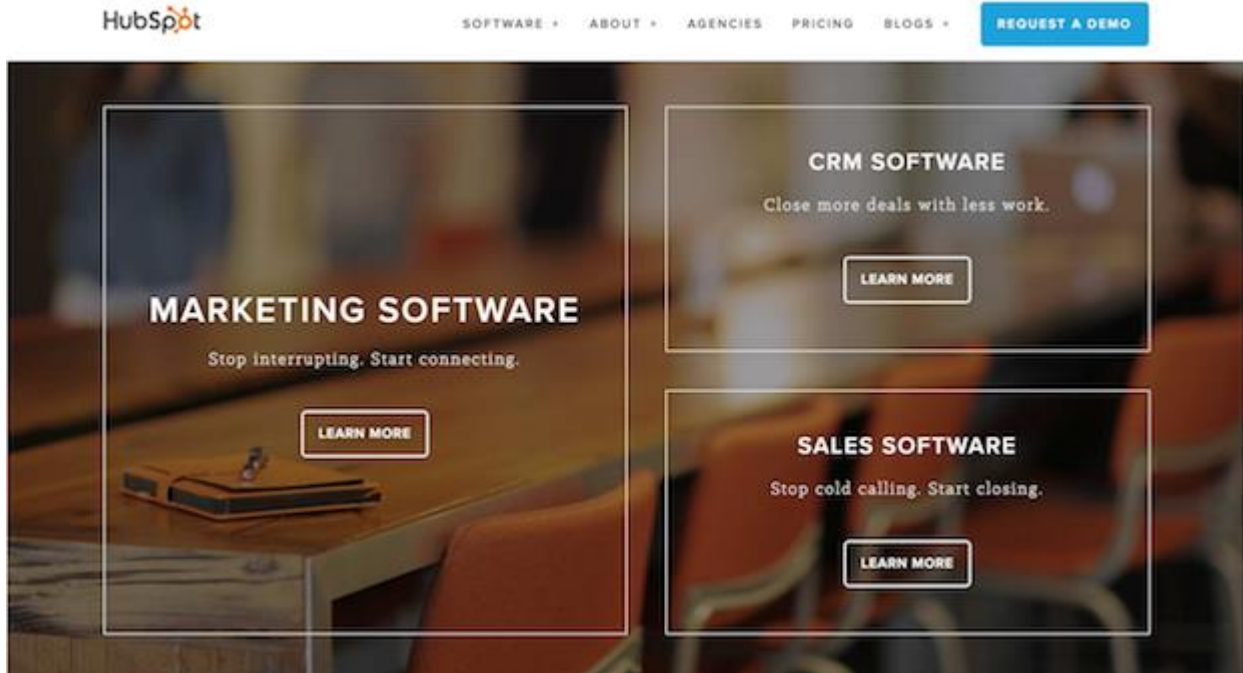 HubSpot
SOFTWARE + ABOUT + AGENCIES PRICING BLOGS + REQUEST A DEMO
MARKETING SOFTWARE
Stop interrupting. Start connecting.
LEARN MORE
CRM SOFTWARE
Close more deals with less work.
LEARN MORE
SALES SOFTWARE
Stop cold calling. Start closing.
LEARN MORE